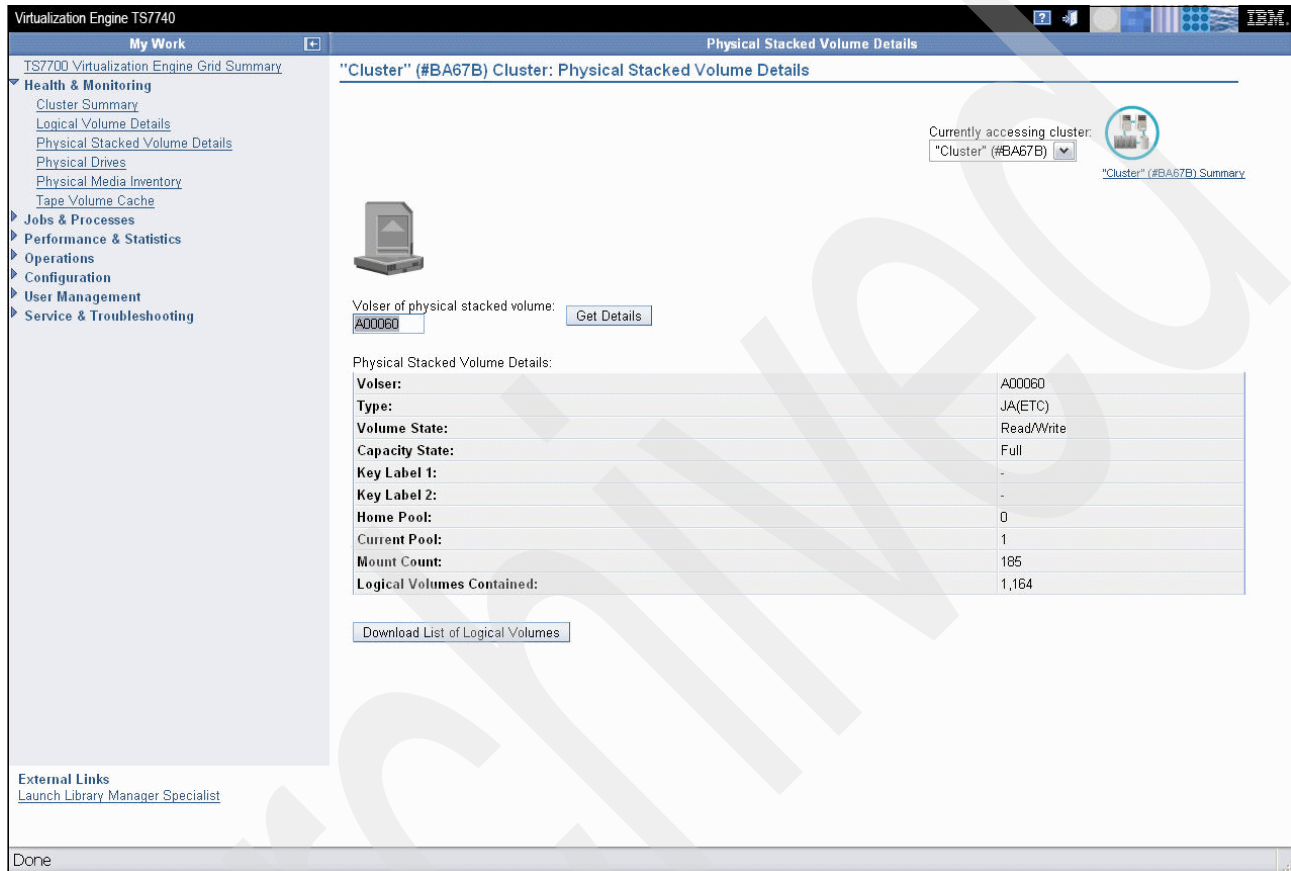 Virtualization Engine TS7740
? IBM.
My Work
Physical Stacked Volume Details
TS7700 Virtualization Engine Grid Summary
Health & Monitoring
Cluster Summary
Logical Volume Details
Physical Stacked Volume Details
Physical Drives
Physical Media Inventory
Tape Volume Cache
Jobs & Processes
Performance & Statistics
Operations
Configuration
User Management
Service & Troubleshooting
External Links
Launch Library Manager Specialist
"Cluster" (#BA67B) Cluster: Physical Stacked Volume Details
Currently accessing cluster:
"Cluster" (#BA67B)
"Cluster" (#BA67B) Summary
Volser of physical stacked volume:
A00060 Get Details
Physical Stacked Volume Details:
Volser: A00060
Type: JA(ETC)
Volume State: Read/Write
Capacity State: Full
Key Label 1: -
Key Label 2: -
Home Pool: 0
Current Pool: 1
Mount Count: 185
Logical Volumes Contained: 1,164
Download List of Logical Volumes
Done
rchived